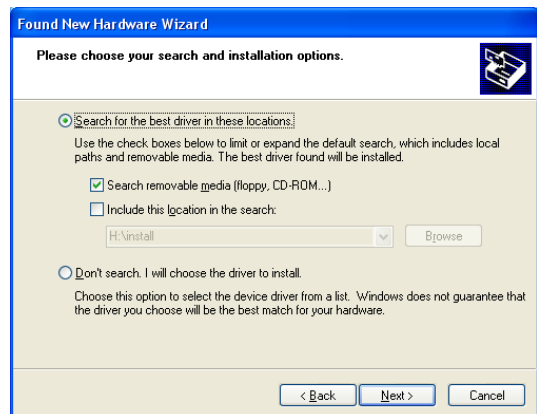 Found New Hardware Wizard
Please choose your search and installation options.
Search for the best driver in these locations.
Use the check boxes below to limit or expand the default search, which includes local
paths and removable media. The best driver found will be installed.
Search removable media (floppy, CD-ROM...)
Include this location in the search:
H:\install
Browse
Don't search. I will choose the driver to install.
Choose this option to select the device driver from a list. Windows does not guarantee that
the driver you choose will be the best match for your hardware.
< Back Next > Cancel